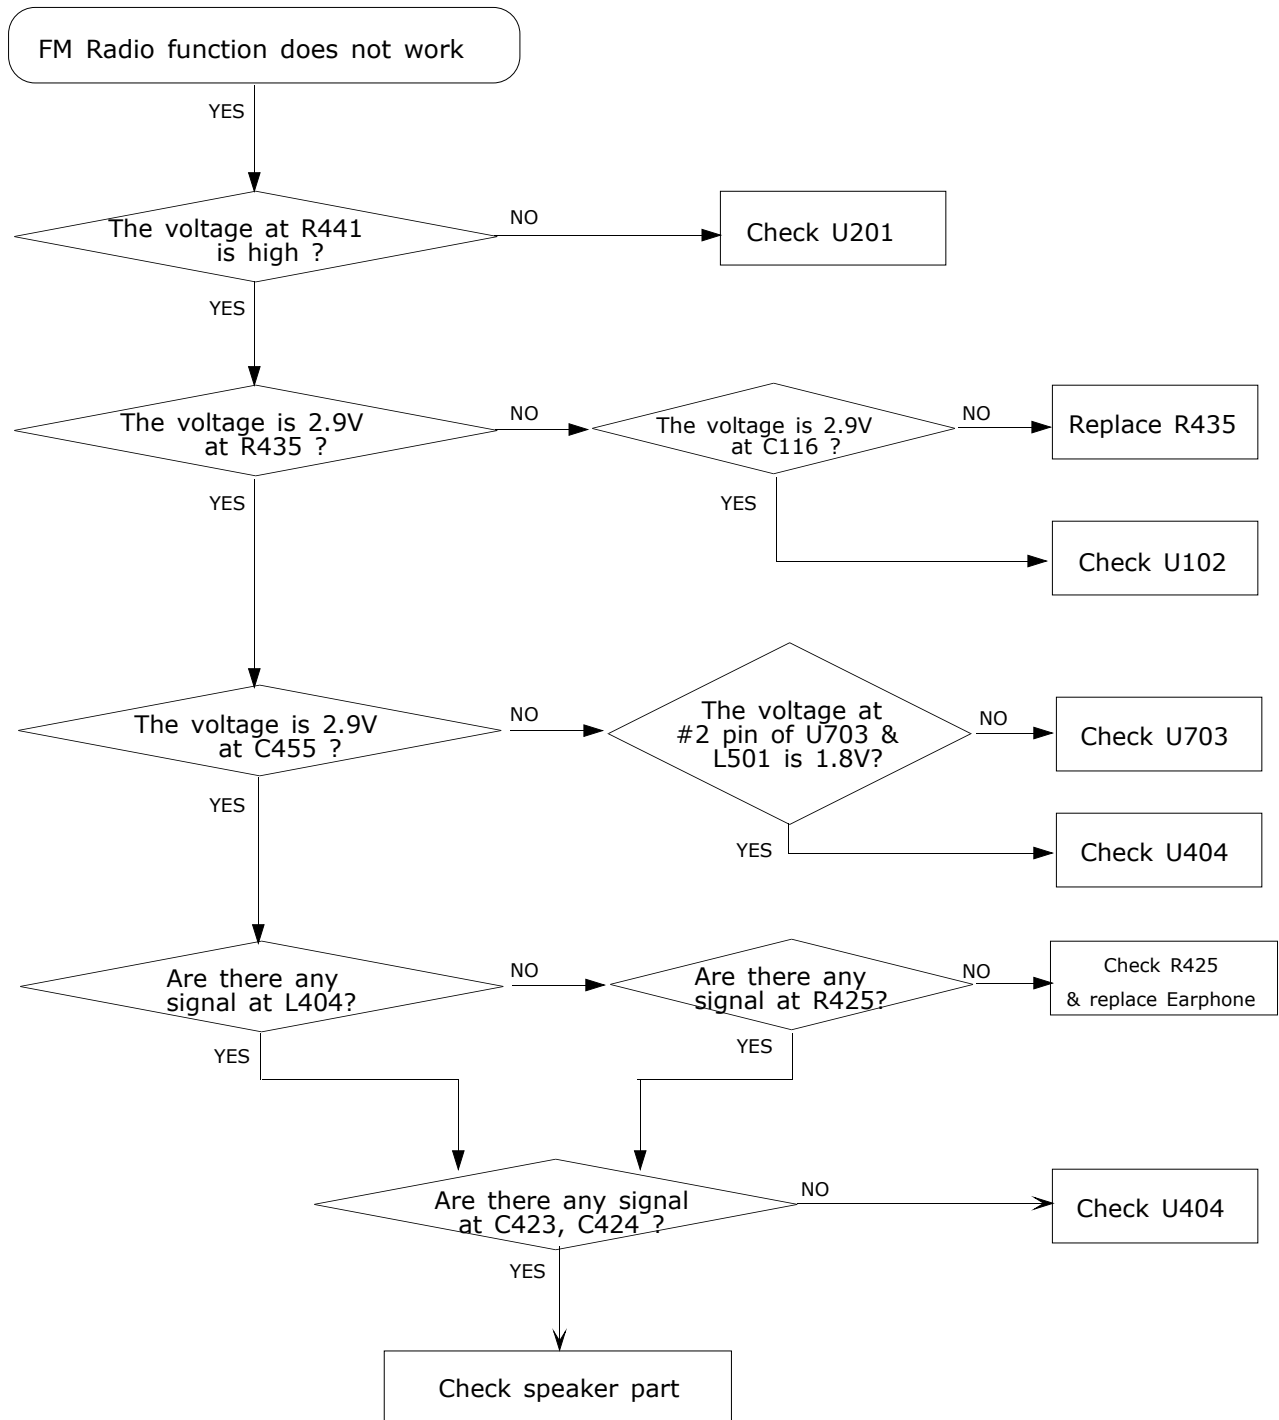 FM Radio function does not work
YES
The voltage at R441
is high ?
NO
Check U201
YES
The voltage is 2.9V
at R435 ?
NO
The voltage is 2.9V
at C116 ?
NO
Replace R435
YES
YES
Check U102
The voltage is 2.9V
at C455 ?
NO
The voltage at
#2 pin of U703 &
L501 is 1.8V?
NO
Check U703
YES
YES
Check U404
Are there any
signal at L404?
NO
Are there any
signal at R425?
NO
Check R425
& replace Earphone
YES
YES
Are there any signal
at C423, C424 ?
NO
Check U404
YES
Check speaker part